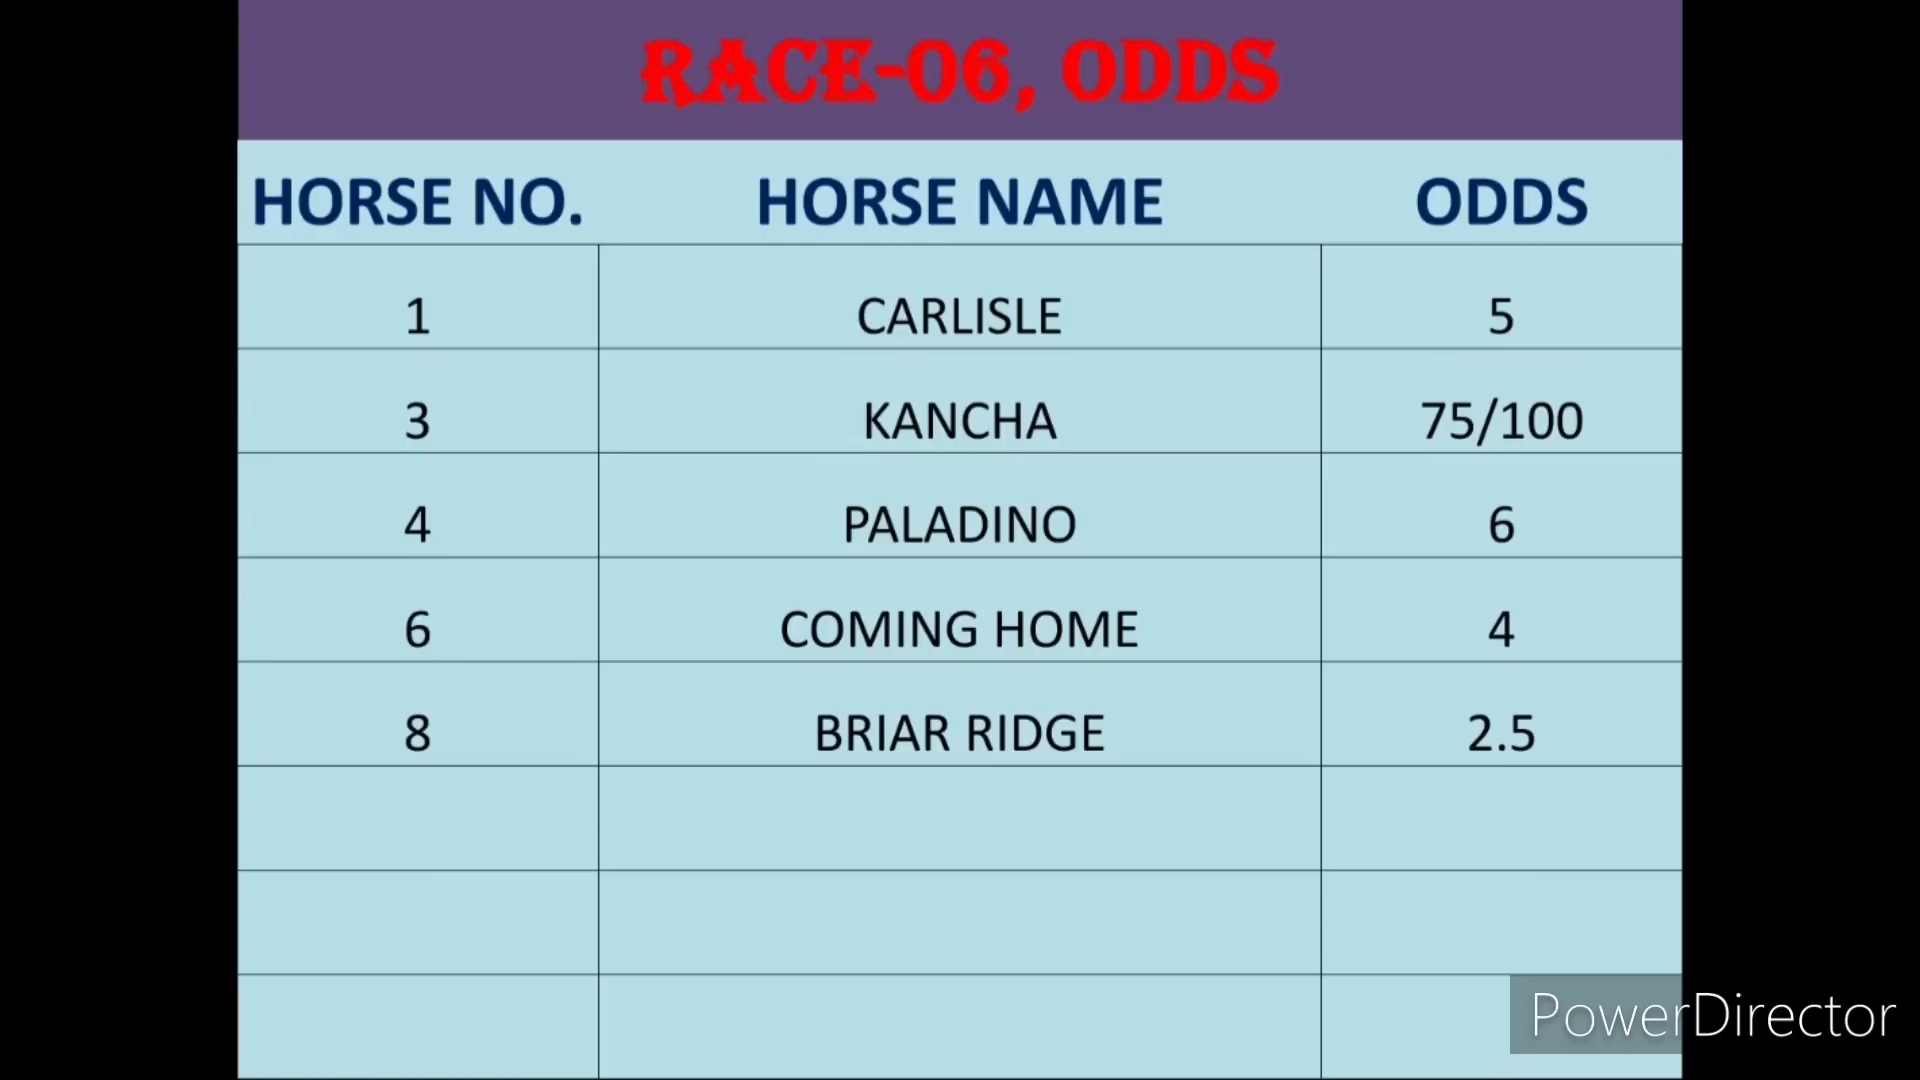 RACE-06, ODDS
HORSE NO. HORSE NAME ODDS
1 CARLISLE 5
3 KANCHA 75/100
4 PALADINO 6
6 COMING HOME 4
8 BRIAR RIDGE 2.5
PowerDirector